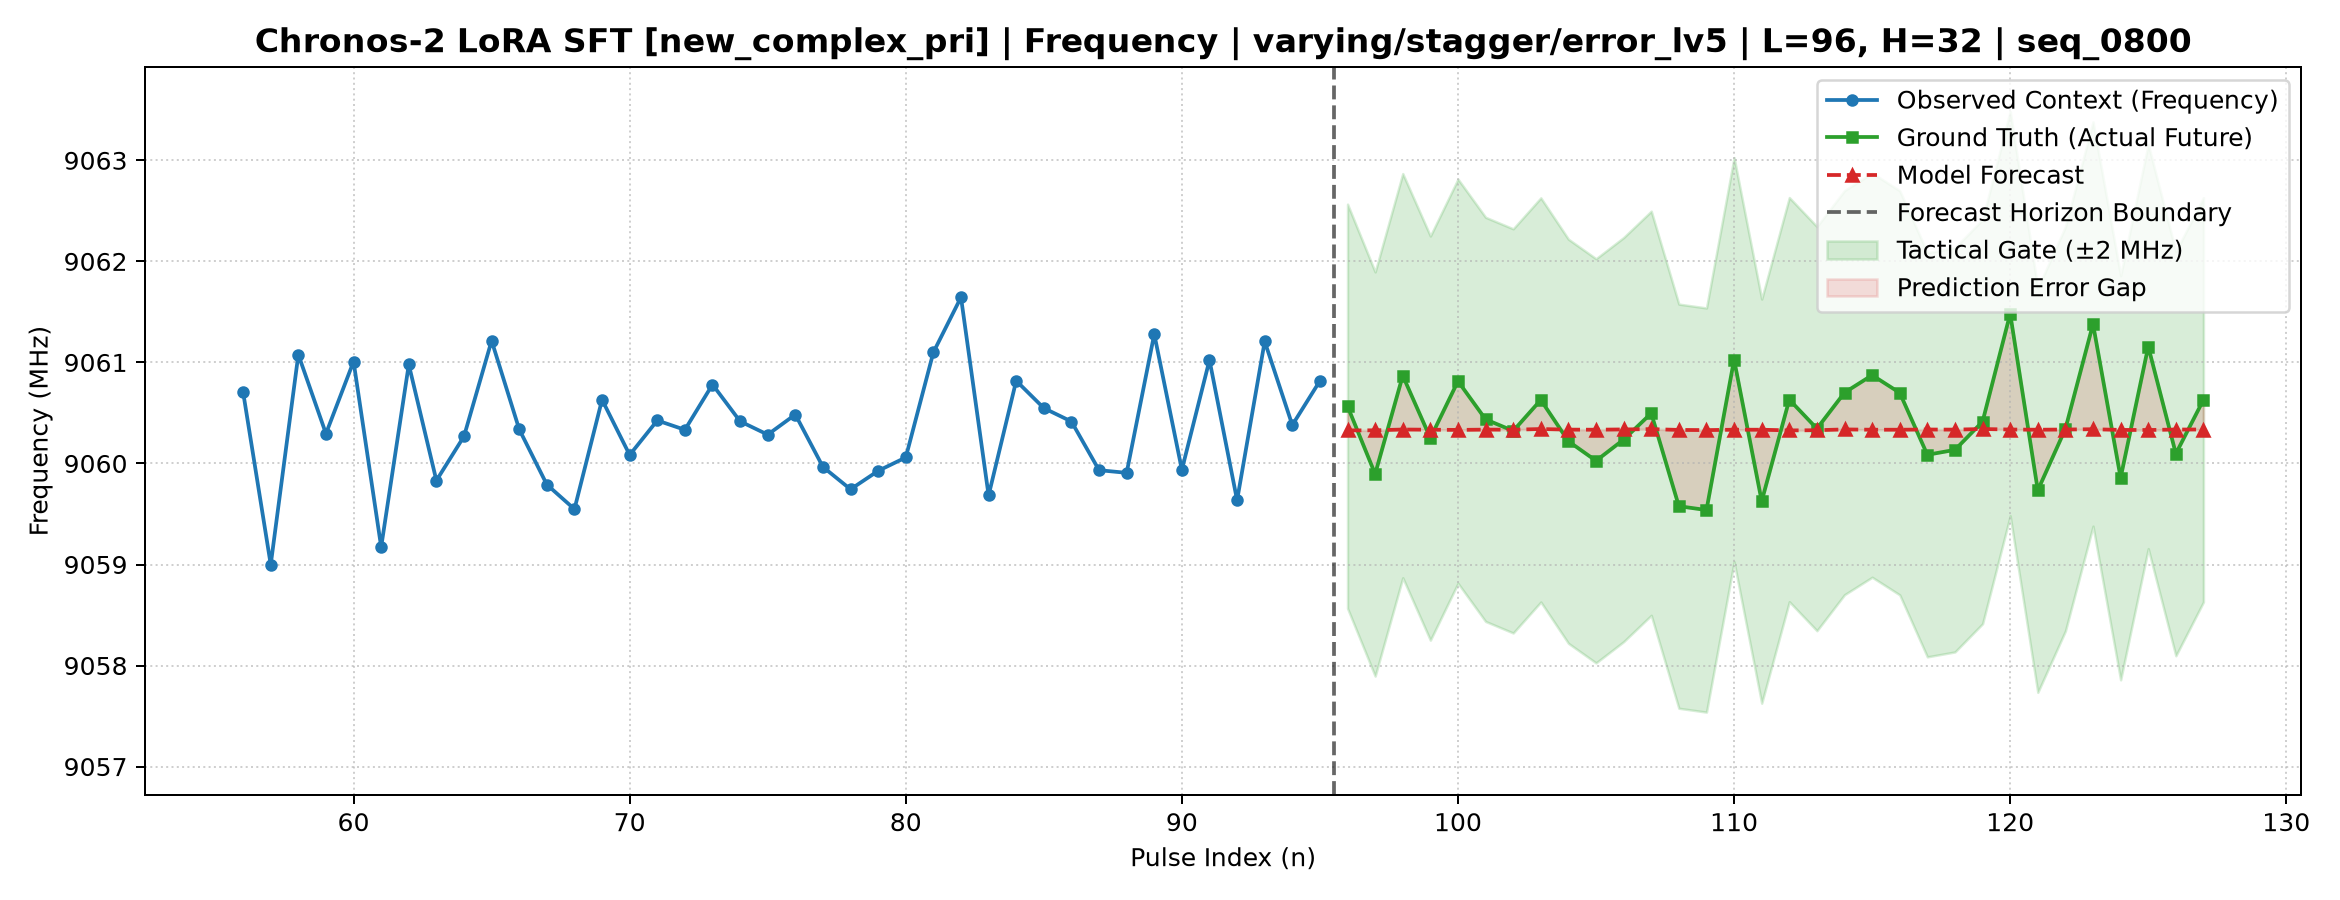 Chronos-2 LoRA SFT [new_complex_pri] | Frequency | varying/stagger/error_lv5 | L=96, H=32 | seq_0800
Observed Context (Frequency)
Ground Truth (Actual Future)
Model Forecast
Forecast Horizon Boundary
Tactical Gate (±2 MHz)
Prediction Error Gap
Frequency (MHz)
9063
9062
9061
9060
9059
9058
9057
60 70 80 90 100 110 120 130
Pulse Index (n)